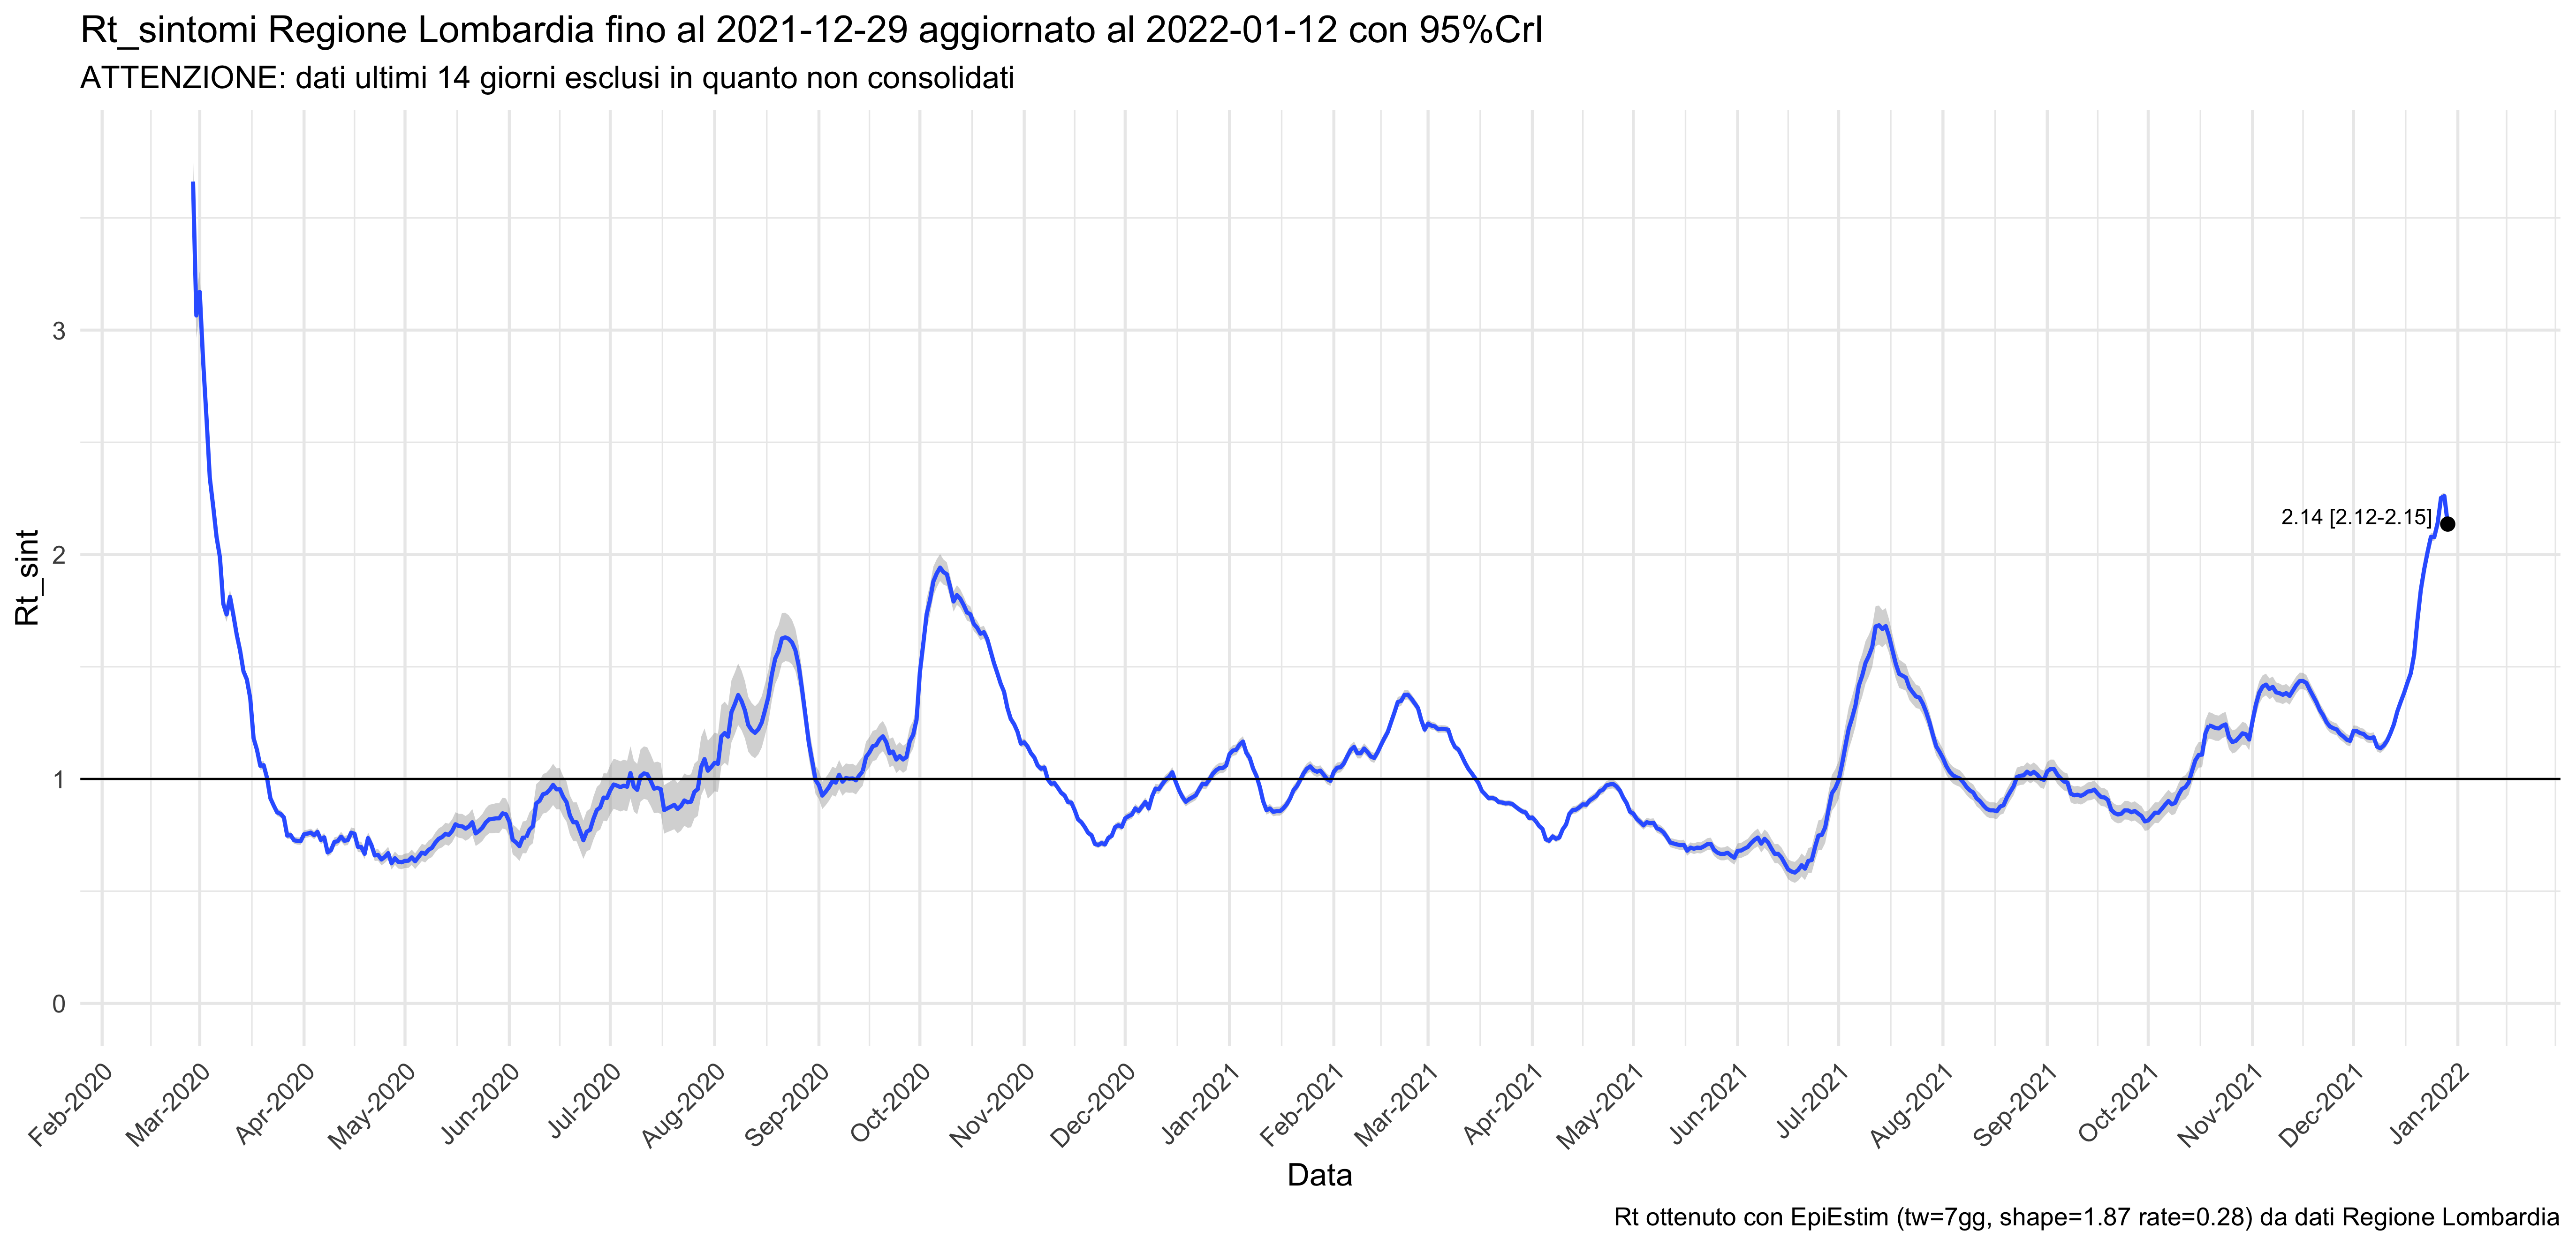 Rt_sintomi Regione Lombardia fino al 2021-12-29 aggiornato al 2022-01-12 con 95%CrI
ATTENZIONE: dati ultimi 14 giorni esclusi in quanto non consolidati
Rt_sint
3
2
1
0
2.14 [2.12-2.15]
Feb-2020
Mar-2020
Apr-2020
May-2020
Jun-2020
Jul-2020
Aug-2020
Sep-2020
Oct-2020
Nov-2020
Dec-2020
Jan-2021
Feb-2021
Mar-2021
Apr-2021
May-2021
Jun-2021
Jul-2021
Aug-2021
Sep-2021
Oct-2021
Nov-2021
Dec-2021
Jan-2022
Data
Rt ottenuto con EpiEstim (tw=7gg, shape=1.87 rate=0.28) da dati Regione Lombardia